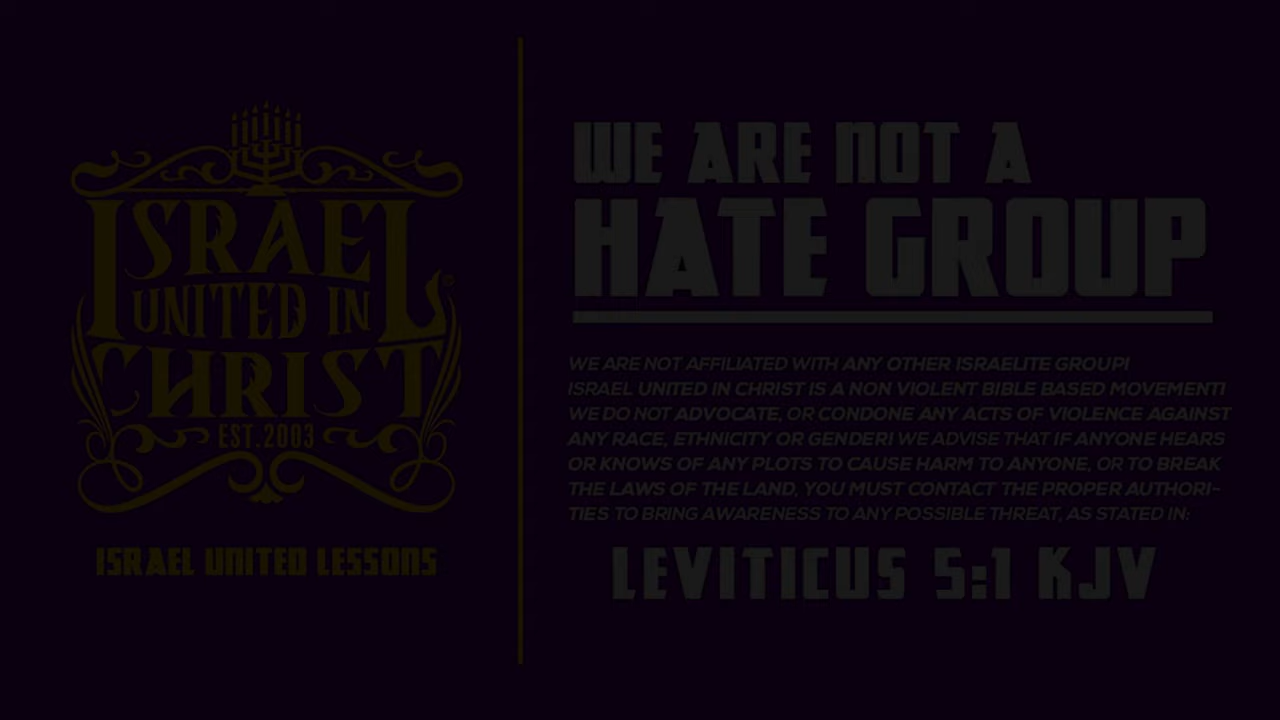 ISRAEL
UNITED IN
CHRIST
EST.2003
ISRAEL UNITED LESSONS
WE ARE NOT A
HATE GROUP
WE ARE NOT AFFILIATED WITH ANY OTHER ISRAELITE GROUP!
ISRAEL UNITED IN CHRIST IS A NON VIOLENT BIBLE BASED MOVEMENT!
WE DO NOT ADVOCATE, OR CONDONE ANY ACTS OF VIOLENCE AGAINST
ANY RACE, ETHNICITY OR GENDER! WE ADVISE THAT IF ANYONE HEARS
OR KNOWS OF ANY PLOTS TO CAUSE HARM TO ANYONE, OR TO BREAK
THE LAWS OF THE LAND, YOU MUST CONTACT THE PROPER AUTHORI-
TIES TO BRING AWARENESS TO ANY POSSIBLE THREAT, AS STATED IN:
LEVITICUS 5:1 KJV